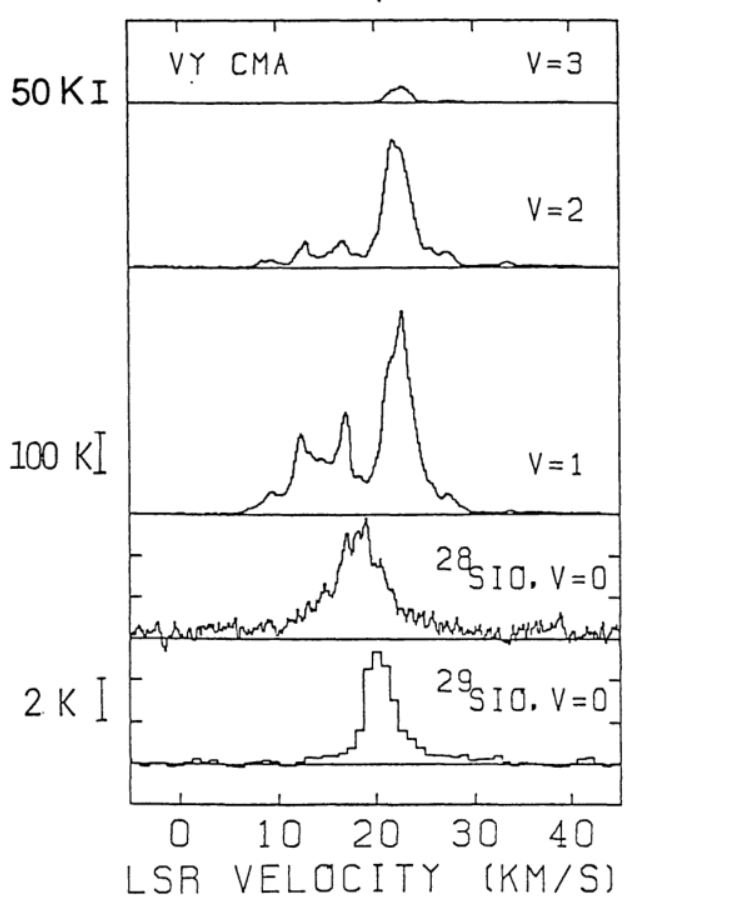 VY CMA V=3
50 K
V=2
100 K
V=1
28SIO, V=0
29SIO, V=0
2 K
0 10 20 30 40
LSR VELOCITY (KM/S)